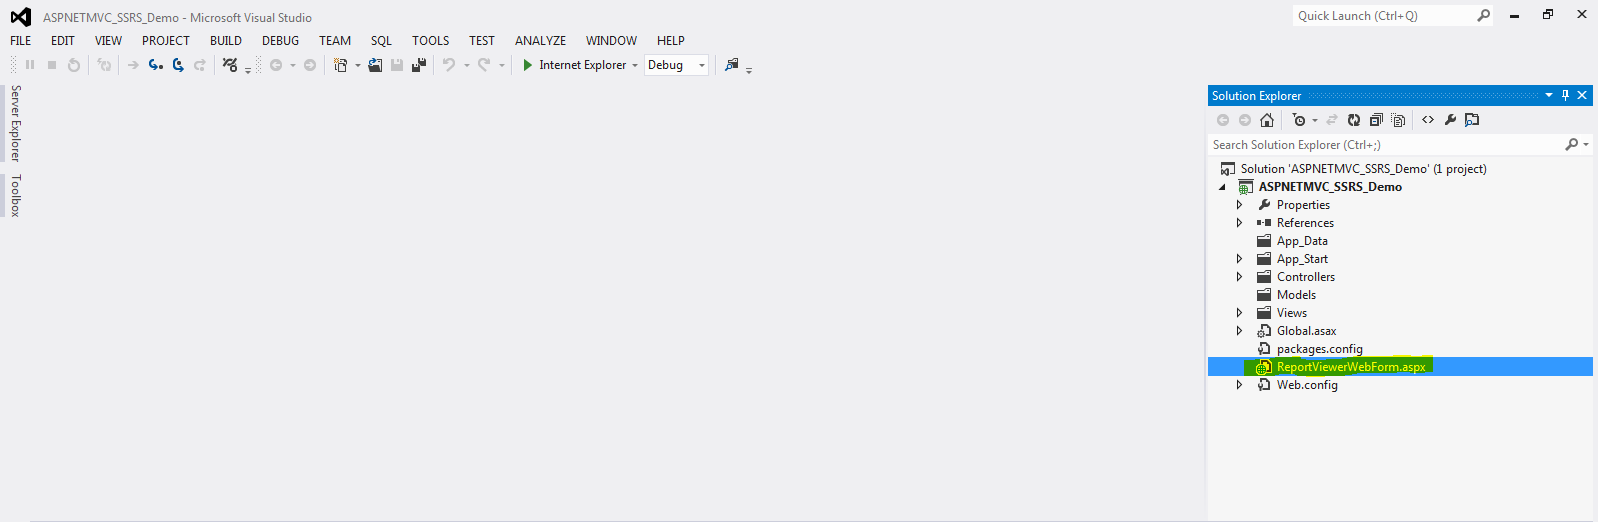 ASPNETMVC_SSRS_Demo - Microsoft Visual Studio
Quick Launch (Ctrl+Q)
FILE EDIT VIEW PROJECT BUILD DEBUG TEAM SQL TOOLS TEST ANALYZE WINDOW HELP
Internet Explorer Debug
Server Explorer
Toolbox
Solution Explorer
Search Solution Explorer (Ctrl+;)
Solution 'ASPNETMVC_SSRS_Demo' (1 project)
ASPNETMVC_SSRS_Demo
Properties
References
App_Data
App_Start
Controllers
Models
Views
Global.asax
packages.config
ReportViewerWebForm.aspx
Web.config